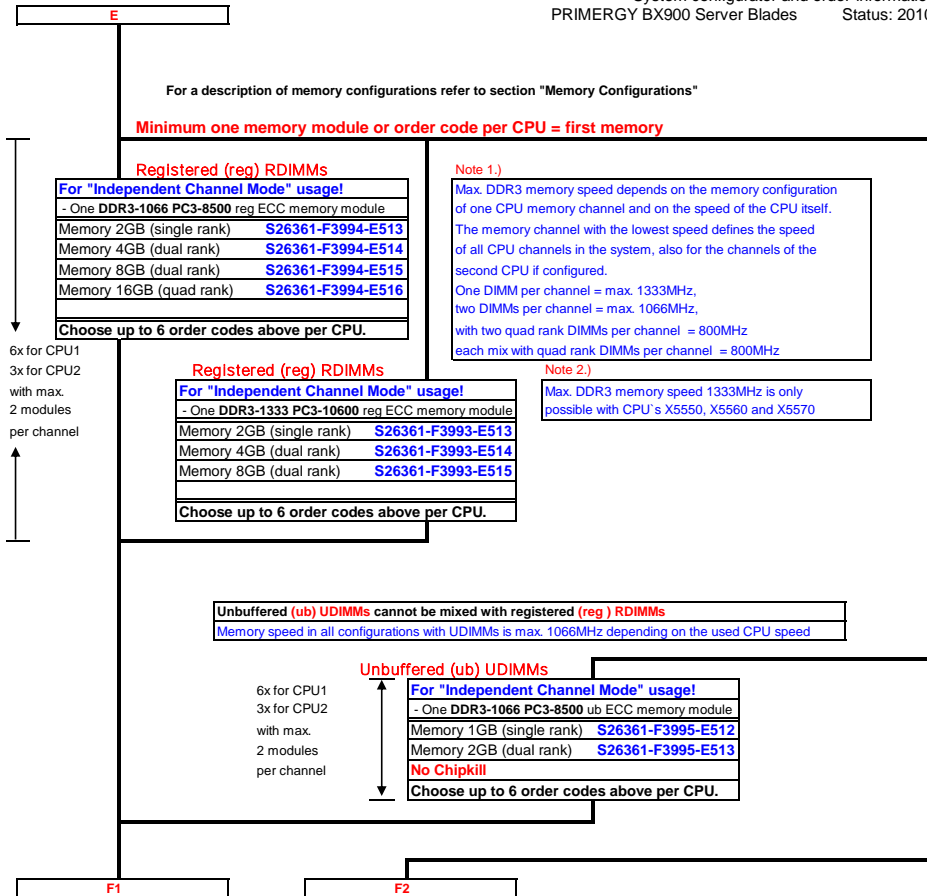 System configurator and order informatio
PRIMERGY BX900 Server Blades Status: 2010
E
For a description of memory configurations refer to section "Memory Configurations"
Minimum one memory module or order code per CPU = first memory
Registered (reg) RDIMMs
For "Independent Channel Mode" usage!
- One DDR3-1066 PC3-8500 reg ECC memory module
Memory 2GB (single rank) S26361-F3994-E513
Memory 4GB (dual rank) S26361-F3994-E514
Memory 8GB (dual rank) S26361-F3994-E515
Memory 16GB (quad rank) S26361-F3994-E516
Choose up to 6 order codes above per CPU.
Note 1.)
Max. DDR3 memory speed depends on the memory configuration
of one CPU memory channel and on the speed of the CPU itself.
The memory channel with the lowest speed defines the speed
of all CPU channels in the system, also for the channels of the
second CPU if configured.
One DIMM per channel = max. 1333MHz,
two DIMMs per channel = max. 1066MHz,
with two quad rank DIMMs per channel = 800MHz
each mix with quad rank DIMMs per channel = 800MHz
6x for CPU1
3x for CPU2
with max.
2 modules
per channel
Registered (reg) RDIMMs
For "Independent Channel Mode" usage!
- One DDR3-1333 PC3-10600 reg ECC memory module
Memory 2GB (single rank) S26361-F3993-E513
Memory 4GB (dual rank) S26361-F3993-E514
Memory 8GB (dual rank) S26361-F3993-E515
Choose up to 6 order codes above per CPU.
Note 2.)
Max. DDR3 memory speed 1333MHz is only
possible with CPU`s X5550, X5560 and X5570
Unbuffered (ub) UDIMMs cannot be mixed with registered (reg ) RDIMMs
Memory speed in all configurations with UDIMMs is max. 1066MHz depending on the used CPU speed
Unbuffered (ub) UDIMMs
6x for CPU1
3x for CPU2
with max.
2 modules
per channel
For "Independent Channel Mode" usage!
- One DDR3-1066 PC3-8500 ub ECC memory module
Memory 1GB (single rank) S26361-F3995-E512
Memory 2GB (dual rank) S26361-F3995-E513
No Chipkill
Choose up to 6 order codes above per CPU.
F1
F2